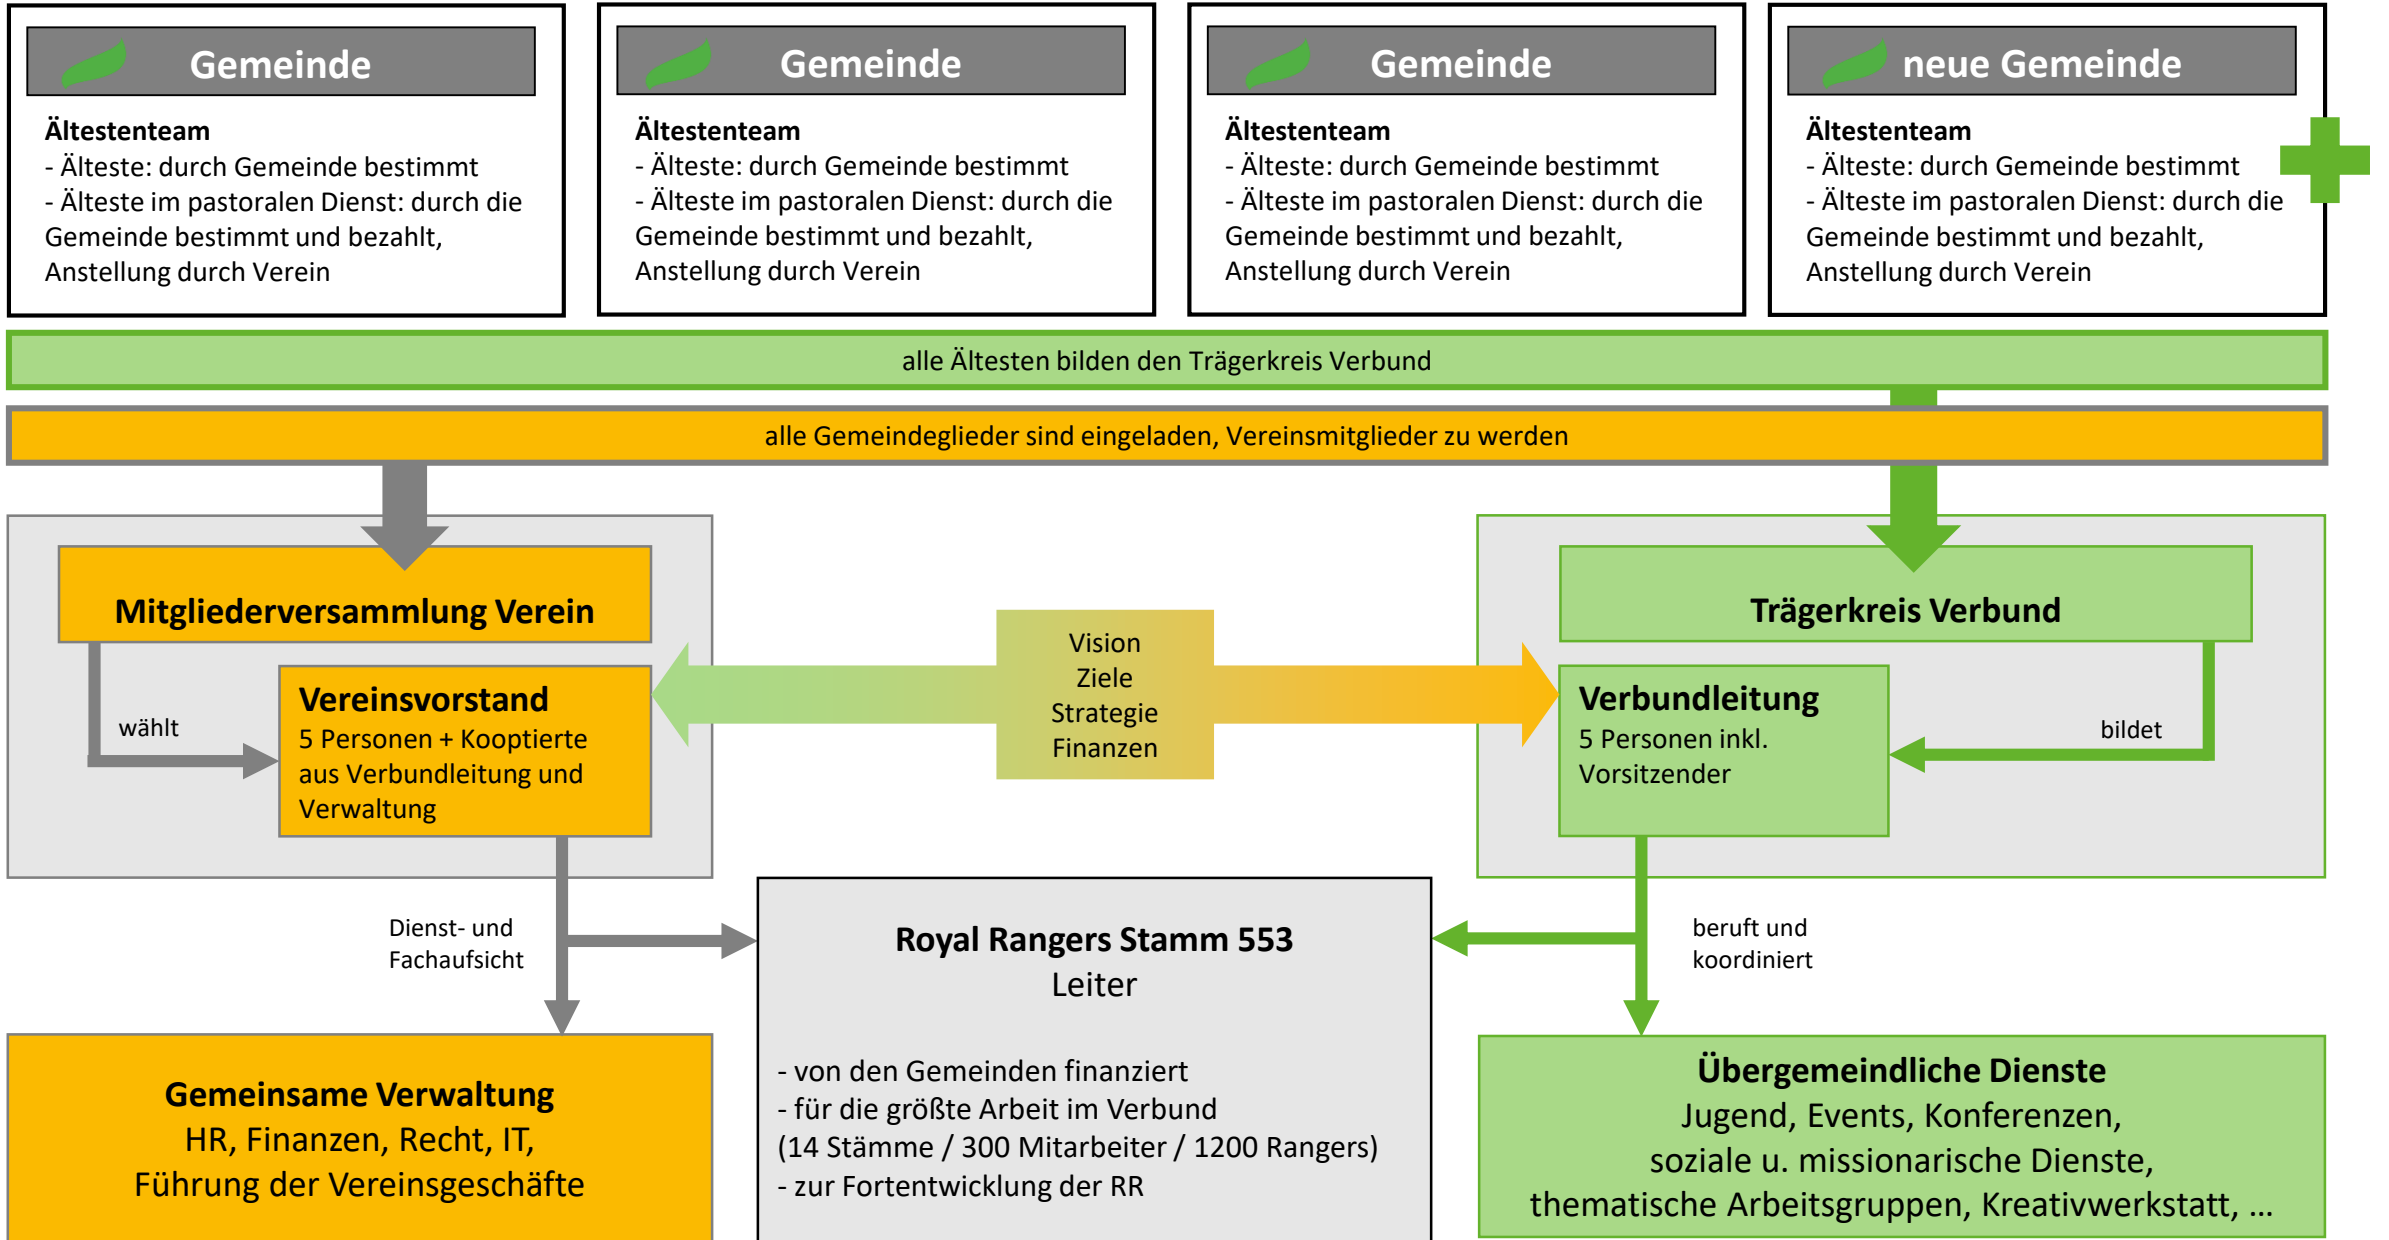 Gemeinde
Ältestenteam
- Älteste: durch Gemeinde bestimmt
- Älteste im pastoralen Dienst: durch die
Gemeinde bestimmt und bezahlt,
Anstellung durch Verein
Gemeinde
Ältestenteam
- Älteste: durch Gemeinde bestimmt
- Älteste im pastoralen Dienst: durch die
Gemeinde bestimmt und bezahlt,
Anstellung durch Verein
Gemeinde
Ältestenteam
- Älteste: durch Gemeinde bestimmt
- Älteste im pastoralen Dienst: durch die
Gemeinde bestimmt und bezahlt,
Anstellung durch Verein
neue Gemeinde
Ältestenteam
- Älteste: durch Gemeinde bestimmt
- Älteste im pastoralen Dienst: durch die
Gemeinde bestimmt und bezahlt,
Anstellung durch Verein
alle Ältesten bilden den Trägerkreis Verbund
alle Gemeindeglieder sind eingeladen, Vereinsmitglieder zu werden
Mitgliederversammlung Verein
wählt
Vereinsvorstand
5 Personen + Kooptierte
aus Verbundleitung und
Verwaltung
Vision
Ziele
Strategie
Finanzen
Trägerkreis Verbund
Verbundleitung
5 Personen inkl.
Vorsitzender
bildet
Dienst- und
Fachaufsicht
Royal Rangers Stamm 553
Leiter
- von den Gemeinden finanziert
- für die größte Arbeit im Verbund
(14 Stämme / 300 Mitarbeiter / 1200 Rangers)
- zur Fortentwicklung der RR
beruft und
koordiniert
Gemeinsame Verwaltung
HR, Finanzen, Recht, IT,
Führung der Vereinsgeschäfte
Übergemeindliche Dienste
Jugend, Events, Konferenzen,
soziale u. missionarische Dienste,
thematische Arbeitsgruppen, Kreativwerkstatt, ...